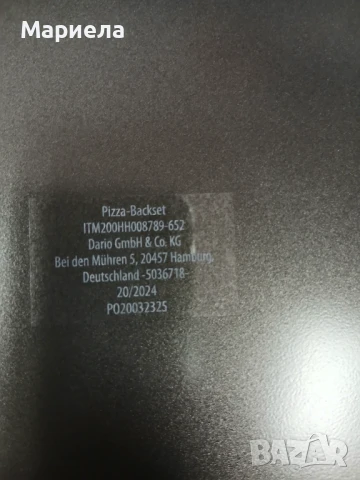 Мариела
Pizza-Backset
ITM200HH008789-652
Dario GmbH & Co. KG
Bei den Mühren 5, 20457 Hamburg,
Deutschland -5036718-
20/2024
PO2003232S
BAZAR